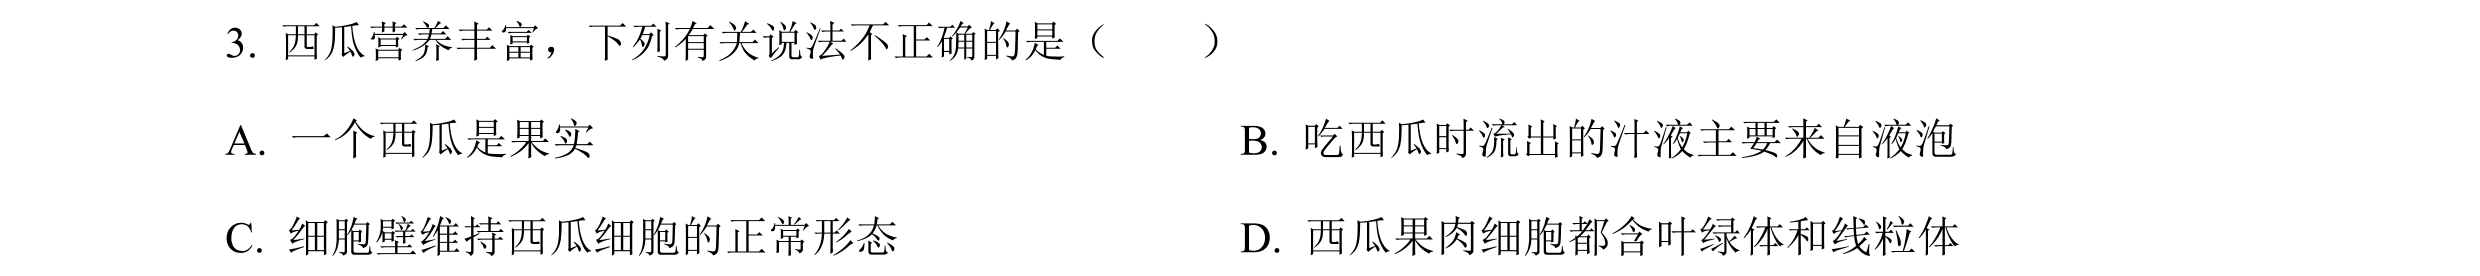 3. 西瓜营养丰富，下列有关说法不正确的是（　　）
A. 一个西瓜是果实 B. 吃西瓜时流出的汁液主要来自液泡
C. 细胞壁维持西瓜细胞的正常形态 D. 西瓜果肉细胞都含叶绿体和线粒体